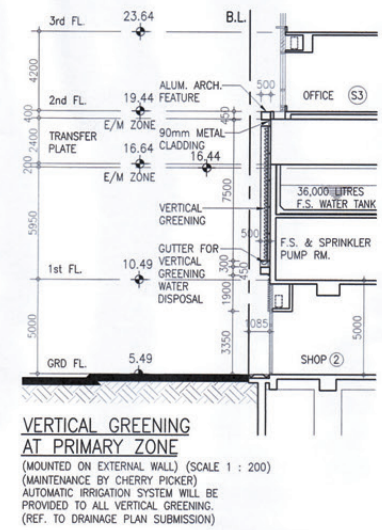 3rd FL.
23.64
B.L.
4200
ALUM. ARCH.
FEATURE
500
OFFICE S3
2nd FL.
19.44
400
E/M ZONE
450
90mm METAL
CLADDING
TRANSFER
PLATE
2400
16.64
16.44
200
E/M ZONE
7500
36,000 LITRES
F.S. WATER TANK
VERTICAL
GREENING
5950
500
F.S. & SPRINKLER
PUMP RM.
GUTTER FOR
VERTICAL
GREENING
WATER
DISPOSAL
300
450
1st FL.
10.49
1900
1085
5000
3350
5000
SHOP 2
GRD FL.
5.49
VERTICAL GREENING
AT PRIMARY ZONE
(MOUNTED ON EXTERNAL WALL) (SCALE 1 : 200)
(MAINTENANCE BY CHERRY PICKER)
AUTOMATIC IRRIGATION SYSTEM WILL BE
PROVIDED TO ALL VERTICAL GREENING.
(REF. TO DRAINAGE PLAN SUBMISSION)